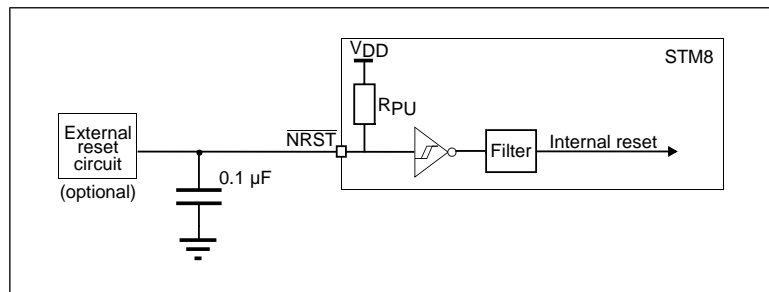 VDD
STM8
RPU
External
reset
circuit
(optional)
NRST
0.1 µF
Filter
Internal reset